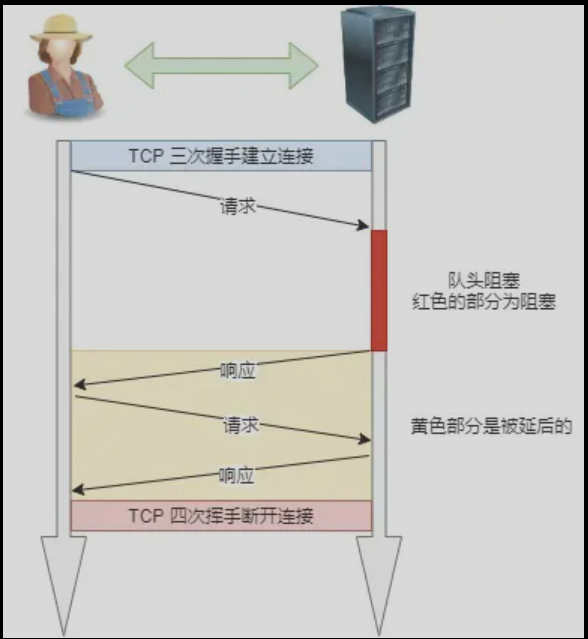 TCP 三次握手建立连接
请求
队头阻塞
红色的部分为阻塞
响应
请求
黄色部分是被延后的
响应
TCP 四次挥手断开连接